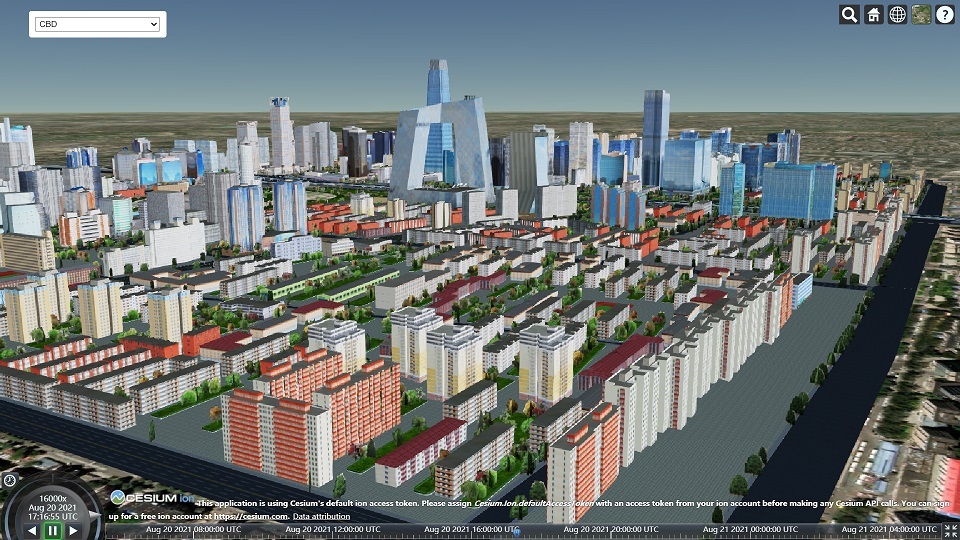 CBD
?
CESIUM ion
This application is using Cesium's default ion access token. Please assign Cesium.Ion.defaultAccessToken with an access token from your ion account before making any Cesium API calls. You can sign
up for a free ion account at https://cesium.com. Data attribution
16000x
Aug 20 2021
17:16:55 UTC
Aug 20 2021 08:00:00 UTC
Aug 20 2021 12:00:00 UTC
Aug 20 2021 16:00:00 UTC
Aug 20 2021 20:00:00 UTC
Aug 21 2021 00:00:00 UTC
Aug 21 2021 04:00:00 UTC